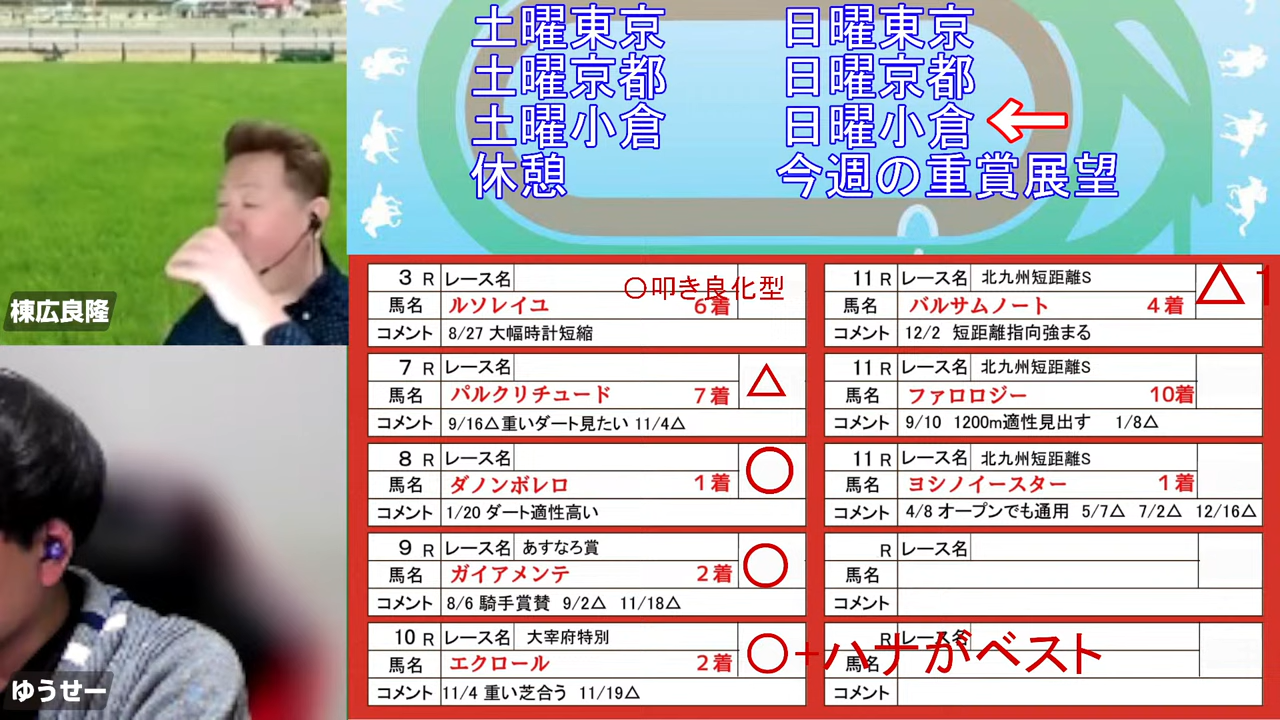 土曜東京
土曜京都
土曜小倉
休憩
日曜東京
日曜京都
日曜小倉
今週の重賞展望
棟広良隆
ゆうせー
3 R レース名
馬名 ルソレイユ 6着
〇叩き良化型
コメント 8/27 大幅時計短縮
7 R レース名
馬名 パルクリチュード 7着 △
コメント 9/16△重いダート見たい 11/4△
8 R レース名
馬名 ダノンボレロ 1着 〇
コメント 1/20 ダート適性高い
9 R レース名 あすなろ賞
馬名 ガイアメンテ 2着 〇
コメント 8/6 騎手賞賛 9/2△ 11/18△
10 R レース名 大宰府特別
馬名 エクロール 2着 〇+ハナがベスト
コメント 11/4 重い芝合う 11/19△
11 R レース名 北九州短距離S
馬名 バルサムノート 4着 △1
コメント 12/2 短距離指向強まる
11 R レース名 北九州短距離S
馬名 ファロロジー 10着
コメント 9/10 1200m適性見出す 1/8△
11 R レース名 北九州短距離S
馬名 ヨシノイースター 1着
コメント 4/8 オープンでも通用 5/7△ 7/2△ 12/16△
R レース名
馬名
コメント
R レース名
馬名
コメント